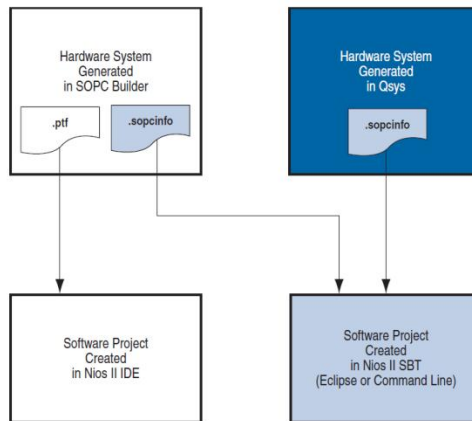 Hardware System
Generated
in SOPC Builder
.ptf
.sopcinfo
Hardware System
Generated
in Qsys
.sopcinfo
Software Project
Created
in Nios II IDE
Software Project
Created
in Nios II SBT
(Eclipse or Command Line)